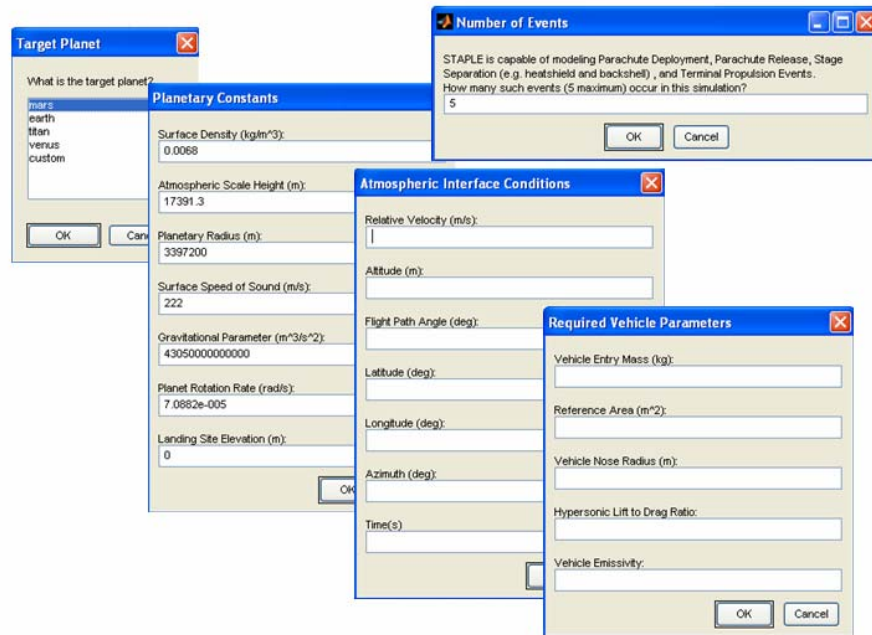 Target Planet
What is the target planet?
mars
earth
titan
venus
custom
OK
Planetary Constants
Surface Density (kg/m^3):
0.0068
Atmospheric Scale Height (m):
17391.3
Planetary Radius (m):
3397200
Surface Speed of Sound (m/s):
222
Gravitational Parameter (m^3/s^2):
43050000000000
Planet Rotation Rate (rad/s):
7.0882e-005
Landing Site Elevation (m):
0
Number of Events
STAPLE is capable of modeling Parachute Deployment, Parachute Release, Stage
Separation (e.g. heatshield and backshell) , and Terminal Propulsion Events.
How many such events (5 maximum) occur in this simulation?
5
OK Cancel
Atmospheric Interface Conditions
Relative Velocity (m/s):
Altitude (m):
Flight Path Angle (deg):
Latitude (deg):
Longitude (deg):
Azimuth (deg):
Time(s)
Required Vehicle Parameters
Vehicle Entry Mass (kg):
Reference Area (m^2):
Vehicle Nose Radius (m):
Hypersonic Lift to Drag Ratio:
Vehicle Emissivity:
OK Cancel